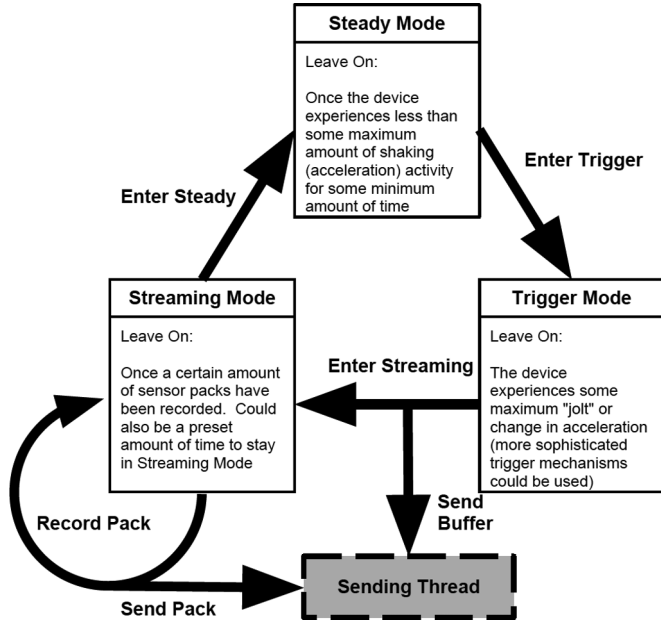 Steady Mode
Leave On:
Once the device
experiences less than
some maximum
amount of shaking
(acceleration) activity
for some minimum
amount of time
Enter Steady
Enter Trigger
Streaming Mode
Leave On:
Once a certain amount
of sensor packs have
been recorded.  Could
also be a preset
amount of time to stay
in Streaming Mode
Enter Streaming
Trigger Mode
Leave On:
The device
experiences some
maximum "jolt" or
change in acceleration
(more sophisticated
trigger mechanisms
could be used)
Record Pack
Send
Buffer
Send Pack
Sending Thread